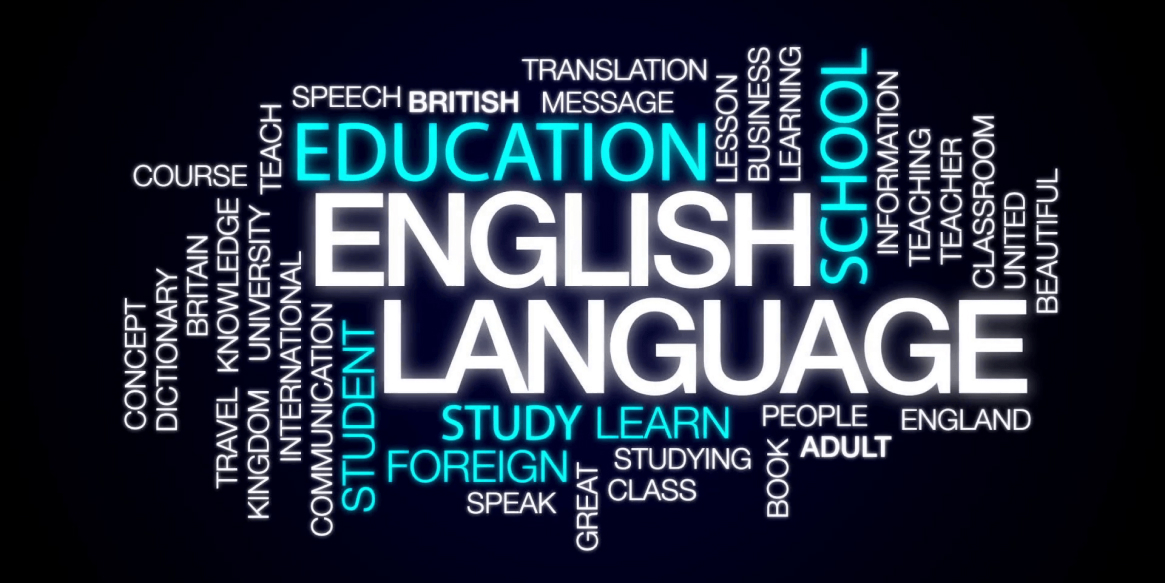 TRANSLATION
SPEECH
BRITISH
MESSAGE
EDUCATION
ENGLISH
LANGUAGE
TEACH
COURSE
LESSON
BUSINESS
LEARNING
SCHOOL
INFORMATION
TEACHING
TEACHER
CLASSROOM
UNITED
BEAUTIFUL
CONCEPT
DICTIONARY
BRITAIN
KNOWLEDGE
TRAVEL
UNIVERSITY
KINGDOM
INTERNATIONAL
COMMUNICATION
STUDENT
STUDY
LEARN
PEOPLE
ENGLAND
FOREIGN
STUDYING
ADULT
SPEAK
GREAT
CLASS
BOOK